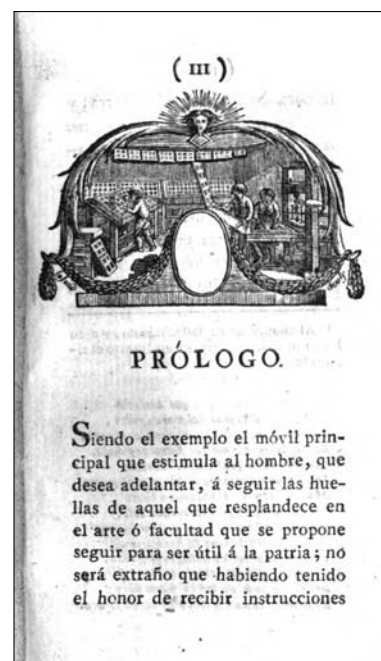 ( III )
PRÓLOGO.
Siendo el exemplo el móvil prin-
cipal que estimula al hombre, que
desea adelantar, á seguir las hue-
llas de aquel que resplandece en
el arte ó facultad que se propone
seguir para ser útil á la patria; no
será extraño que habiendo tenido
el honor de recibir instrucciones